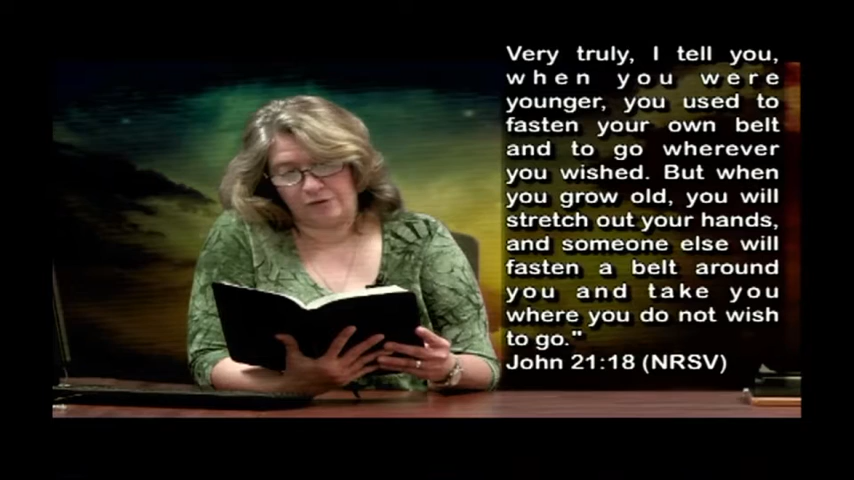 Very truly, I tell you,
when you were
younger, you used to
fasten your own belt
and to go wherever
you wished. But when
you grow old, you will
stretch out your hands,
and someone else will
fasten a belt around
you and take you
where you do not wish
to go."
John 21:18 (NRSV)